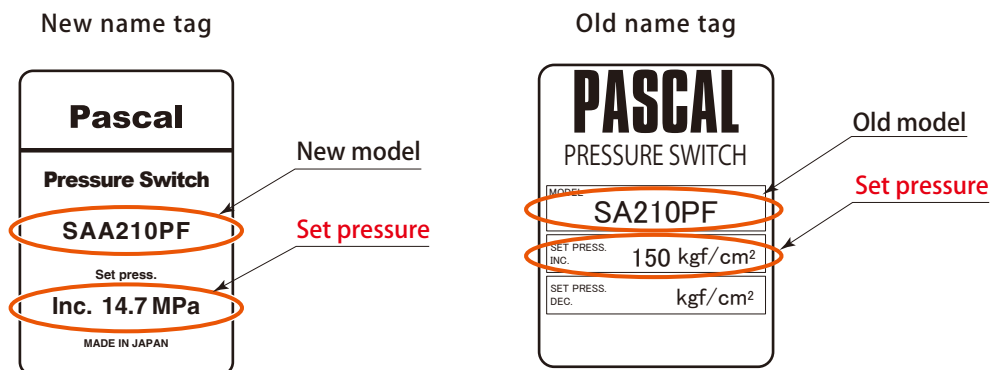 New name tag
Pascal
Pressure Switch
SAA210PF
Set press.
Inc. 14.7 MPa
MADE IN JAPAN
New model
Set pressure
Old name tag
PASCAL
PRESSURE SWITCH
MODEL
SA210PF
SET PRESS.
INC.
150 kgf/cm²
SET PRESS.
DEC.
kgf/cm²
Old model
Set pressure